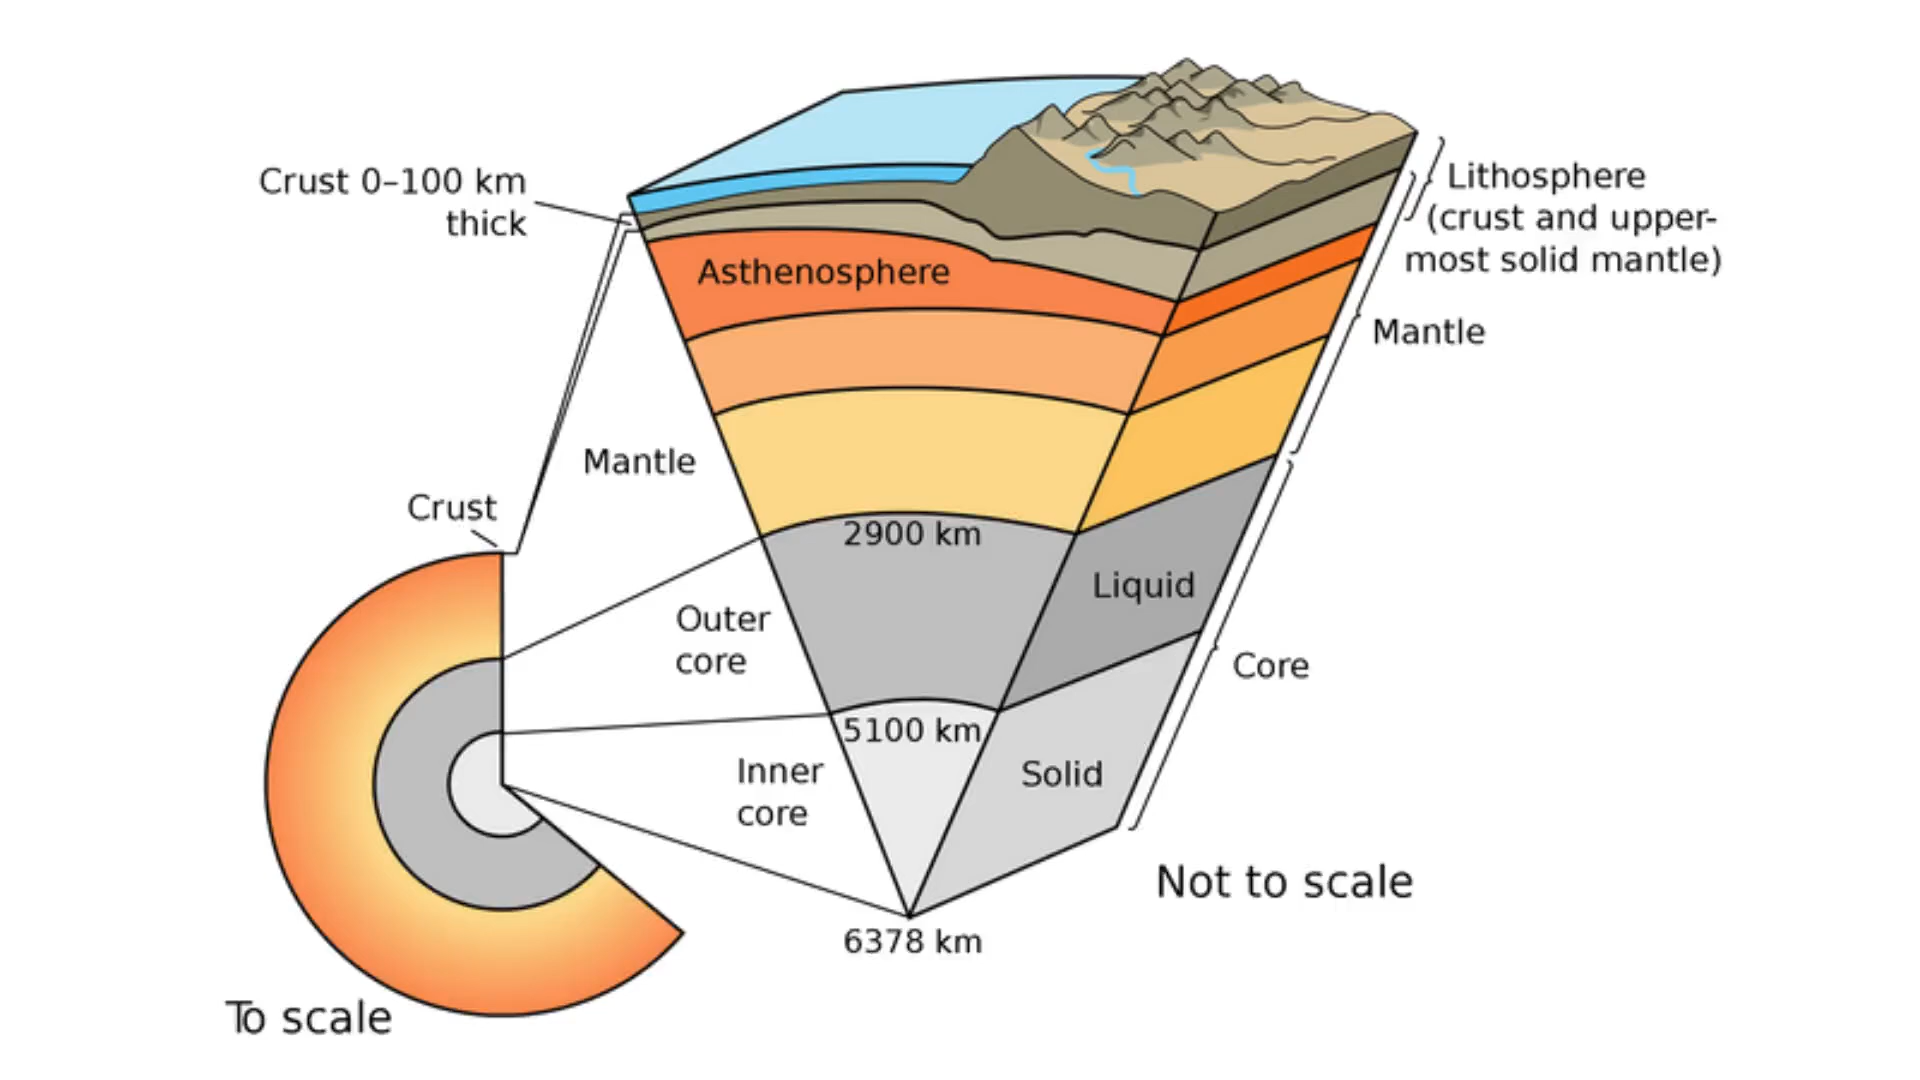 Crust 0–100 km
thick
Lithosphere
(crust and upper-
most solid mantle)
Asthenosphere
Mantle
Mantle
Crust
2900 km
Liquid
Outer
core
Core
5100 km
Inner
core
Solid
Not to scale
6378 km
To scale